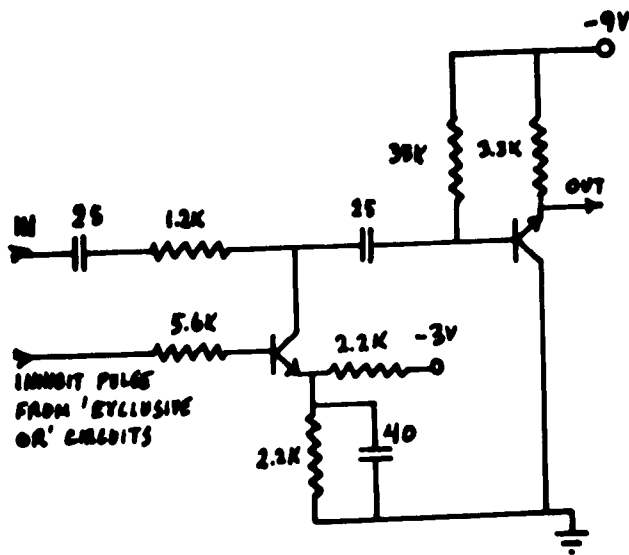 -9V
35K
3.3K
OUT
IN
25
1.2K
25
5.6K
2.2K
-3V
INHIBIT PULSE
FROM 'EXCLUSIVE
OR' CIRCUITS
2.2K
40